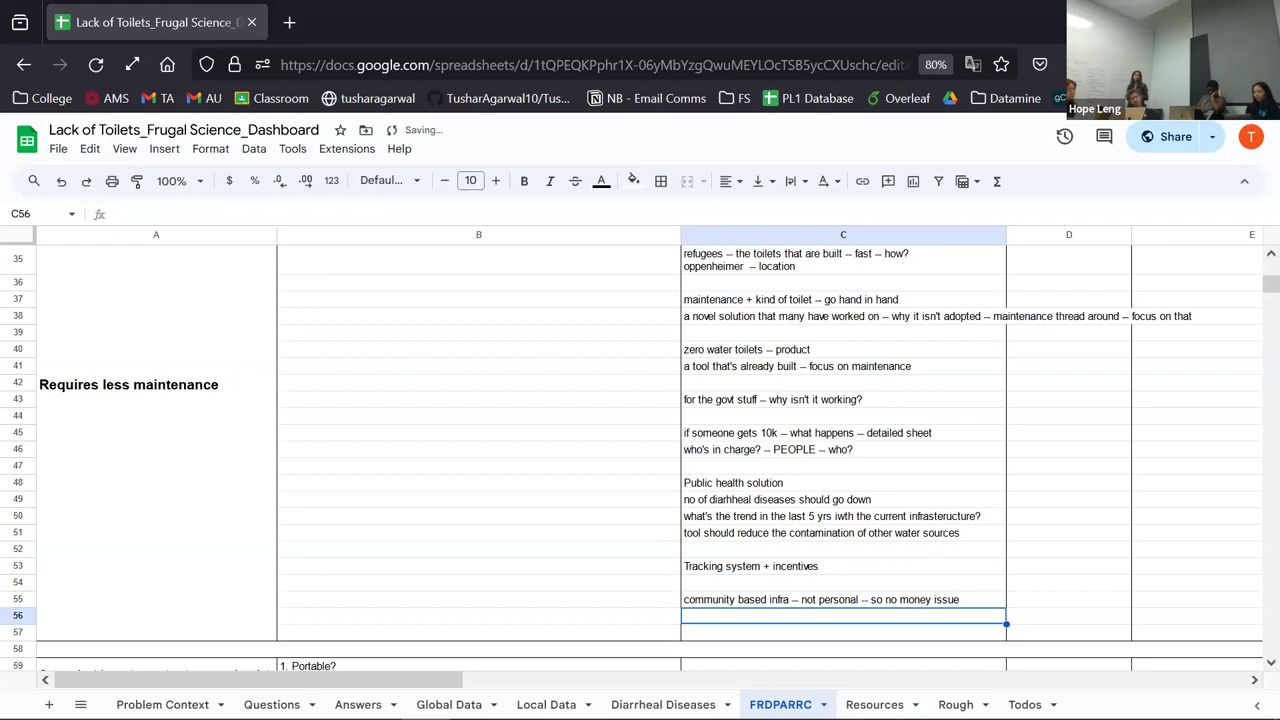 Lack of Toilets_Frugal Science_D
https://docs.google.com/spreadsheets/d/1tQPEQKPphr1X-06yMbYzgQwuMEYLOcTSB5ycCXUschc/edit
80%
College
AMS
TA
AU
Classroom
tusharagarwal
TusharAgarwal10/Tus...
NB - Email Comms
FS
PL1 Database
Overleaf
Datamine
Hope Leng
Lack of Toilets_Frugal Science_Dashboard
Saving...
File Edit View Insert Format Data Tools Extensions Help
Share
T
100%
$ % .0 .00 123
Defaul...
10
B I A
C56
fx
A B C D E
35 refugees -- the toilets that are built -- fast -- how?
oppenheimer -- location
36
37 maintenance + kind of toilet -- go hand in hand
38 a novel solution that many have worked on -- why it isn't adopted -- maintenance thread around -- focus on that
39
40 zero water toilets -- product
41 a tool that's already built -- focus on maintenance
42 Requires less maintenance
43 for the govt stuff -- why isn't it working?
44
45 if someone gets 10k -- what happens -- detailed sheet
46 who's in charge? -- PEOPLE -- who?
47
48 Public health solution
49 no of diarhheal diseases should go down
50 what's the trend in the last 5 yrs iwth the current infrasteructure?
51 tool should reduce the contamination of other water sources
52
53 Tracking system + incentives
54
55 community based infra -- not personal -- so no money issue
56
57
58
59 1. Portable?
Problem Context
Questions
Answers
Global Data
Local Data
Diarrheal Diseases
FRDPARRC
Resources
Rough
Todos